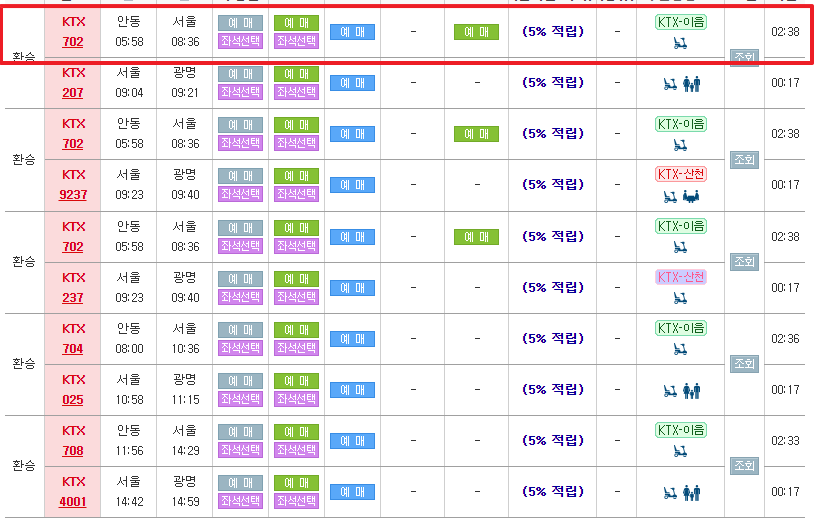 KTX 안동 서울 예 매 예 매 예 매 - 예 매 (5% 적립) - KTX-이음 02:38
702 05:58 08:36 좌석선택 좌석선택
환승 조회
KTX 서울 광명 예 매 예 매 예 매 - - (5% 적립) - 00:17
207 09:04 09:21 좌석선택 좌석선택
KTX 안동 서울 예 매 예 매 예 매 - 예 매 (5% 적립) - KTX-이음 02:38
702 05:58 08:36 좌석선택 좌석선택
환승 조회
KTX 서울 광명 예 매 예 매 예 매 - - (5% 적립) - KTX-산천 00:17
9237 09:23 09:40 좌석선택 좌석선택
KTX 안동 서울 예 매 예 매 예 매 - 예 매 (5% 적립) - KTX-이음 02:38
702 05:58 08:36 좌석선택 좌석선택
환승 조회
KTX 서울 광명 예 매 예 매 예 매 - - (5% 적립) - KTX-산천 00:17
237 09:23 09:40 좌석선택 좌석선택
KTX 안동 서울 예 매 예 매 예 매 - - (5% 적립) - KTX-이음 02:36
704 08:00 10:36 좌석선택 좌석선택
환승 조회
KTX 서울 광명 예 매 예 매 예 매 - - (5% 적립) - 00:17
025 10:58 11:15 좌석선택 좌석선택
KTX 안동 서울 예 매 예 매 예 매 - - (5% 적립) - KTX-이음 02:33
708 11:56 14:29 좌석선택 좌석선택
환승 조회
KTX 서울 광명 예 매 예 매 예 매 - - (5% 적립) - 00:17
4001 14:42 14:59 좌석선택 좌석선택